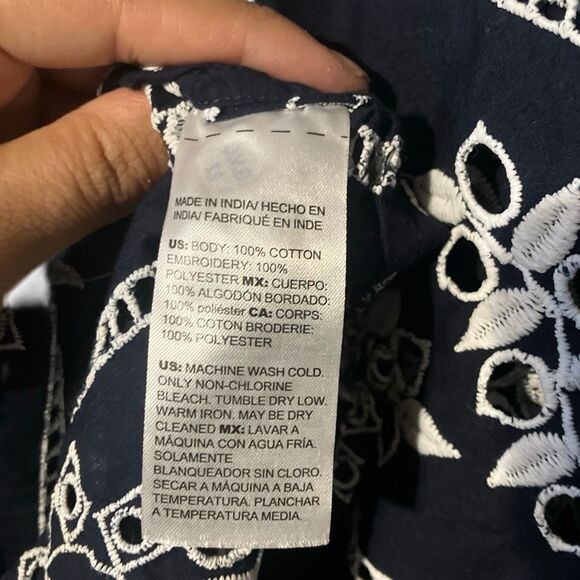 MADE IN INDIA/ HECHO EN
INDIA/ FABRIQUÉ EN INDE
US: BODY: 100% COTTON
EMBROIDERY: 100%
POLYESTER MX: CUERPO:
100% ALGODÓN BORDADO:
100% poliéster CA: CORPS:
100% COTON BRODERIE:
100% POLYESTER
US: MACHINE WASH COLD.
ONLY NON-CHLORINE
BLEACH. TUMBLE DRY LOW.
WARM IRON. MAY BE DRY
CLEANED MX: LAVAR A
MÁQUINA CON AGUA FRÍA.
SOLAMENTE
BLANQUEADOR SIN CLORO.
SECAR A MÁQUINA A BAJA
TEMPERATURA. PLANCHAR
A TEMPERATURA MEDIA.